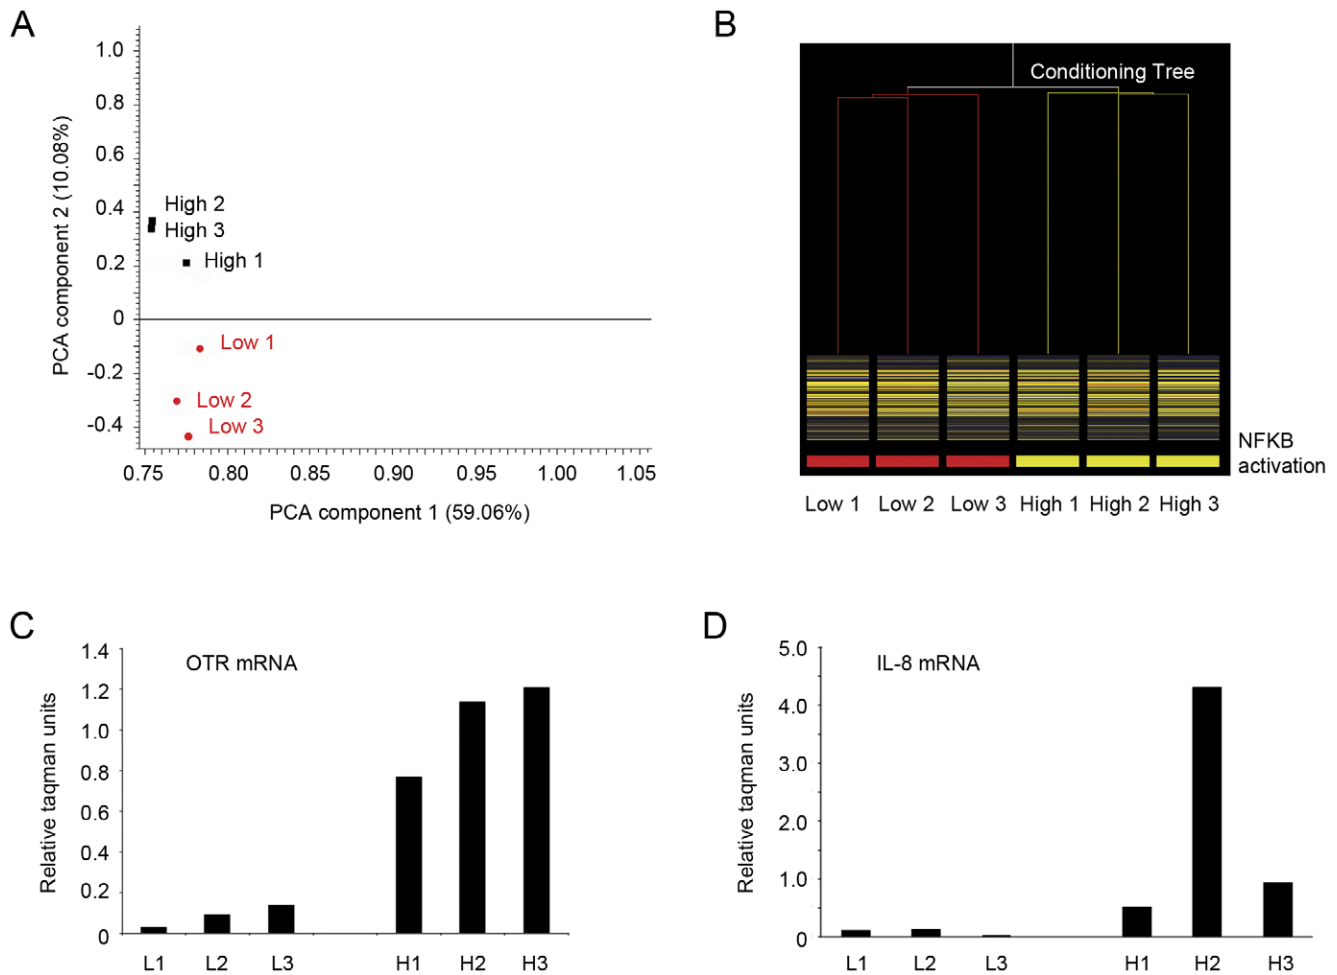 A
1.0
0.8
0.6
0.4
0.2
0
-0.2
-0.4
PCA component 2 (10.08%)
High 2
High 3
High 1
Low 1
Low 2
Low 3
0.75 0.80 0.85 0.90 0.95 1.00 1.05
PCA component 1 (59.06%)
B
Conditioning Tree
NFKB
activation
Low 1 Low 2 Low 3 High 1 High 2 High 3
C
OTR mRNA
Relative taqman units
1.4
1.2
1.0
0.8
0.6
0.4
0.2
0
L1 L2 L3 H1 H2 H3
D
IL-8 mRNA
Relative taqman units
5.0
4.0
3.0
2.0
1.0
0
L1 L2 L3 H1 H2 H3